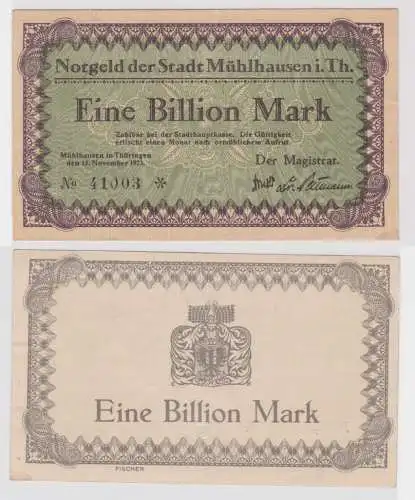 Notgeld der Stadt Mühlhausen i. Th.
Eine Billion Mark
Zahlbar bei der Stadthauptkasse. Die Gültigkeit
erlischt einen Monat nach ortsüblichem Aufruf.
Mühlhausen in Thüringen
den 15. November 1923.
Der Magistrat.
No 41003 *
Eine Billion Mark
FISCHER